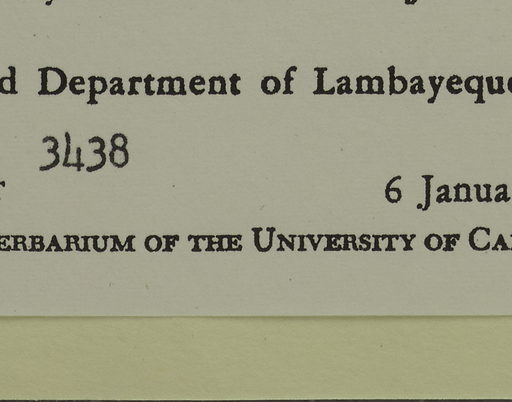 d Department of Lambayeque
3438
6 Janua
ERBARIUM OF THE UNIVERSITY OF CA